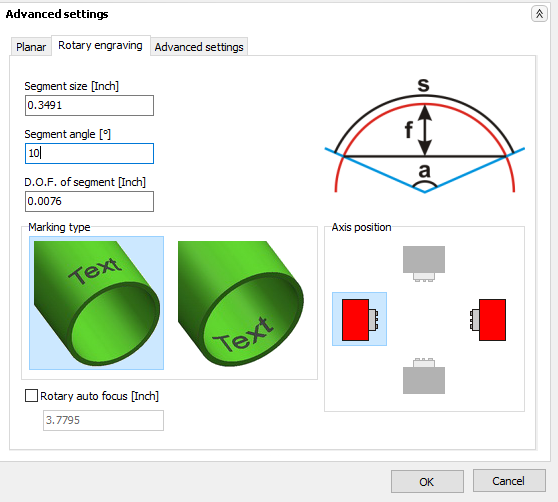 Advanced settings
Planar
Rotary engraving
Advanced settings
Segment size [Inch]
0.3491
Segment angle [°]
10
D.O.F. of segment [Inch]
0.0076
s
f
a
Marking type
Text
Text
Axis position
Rotary auto focus [Inch]
3.7795
OK
Cancel